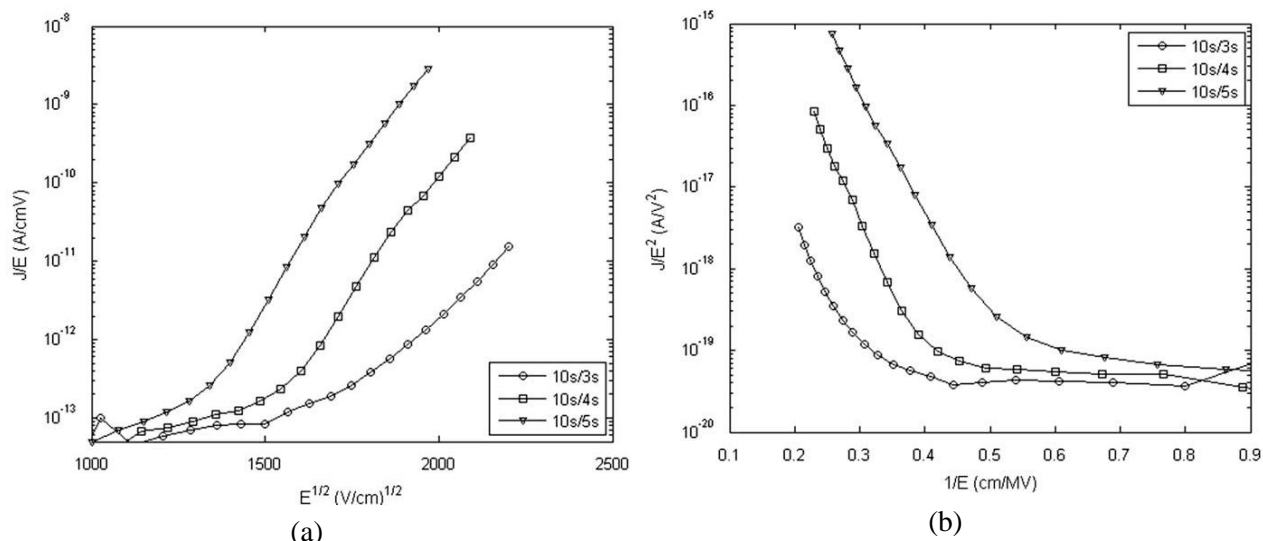 10⁻⁸
10⁻⁹
10⁻¹⁰
10⁻¹¹
10⁻¹²
10⁻¹³
J/E (A/cmV)
1000 1500 2000 2500
E^1/2 (V/cm)^1/2
10s/3s
10s/4s
10s/5s
(a)
10⁻¹⁵
10⁻¹⁶
10⁻¹⁷
10⁻¹⁸
10⁻¹⁹
10⁻²⁰
J/E² (A/V²)
0.1 0.2 0.3 0.4 0.5 0.6 0.7 0.8 0.9
1/E (cm/MV)
10s/3s
10s/4s
10s/5s
(b)